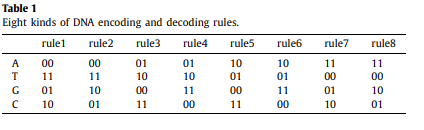 Table 1
Eight kinds of DNA encoding and decoding rules.
rule1 rule2 rule3 rule4 rule5 rule6 rule7 rule8
A 00 00 01 01 10 10 11 11
T 11 11 10 10 01 01 00 00
G 01 10 00 11 00 11 01 10
C 10 01 11 00 11 00 10 01